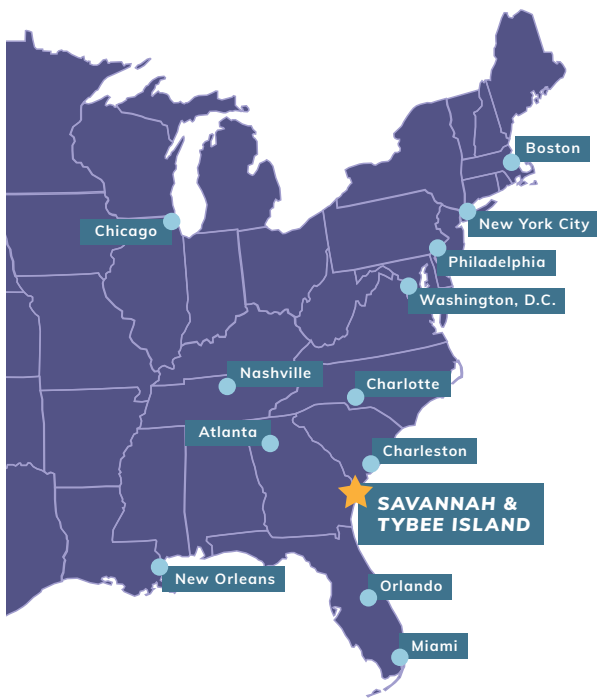 Boston
Chicago
New York City
Philadelphia
Washington, D.C.
Nashville
Charlotte
Atlanta
Charleston
SAVANNAH &
TYBEE ISLAND
New Orleans
Orlando
Miami